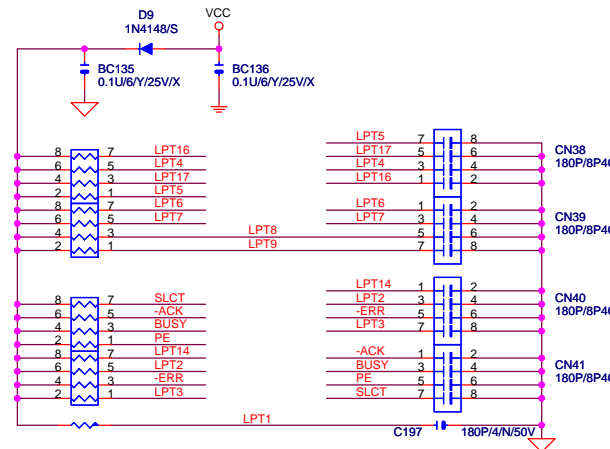 D9
VCC
1N4148/S
BC135
0.1U/6/Y/25V/X
BC136
0.1U/6/Y/25V/X
LPT5 7 8
8 7 LPT16 LPT17 5 6 CN38
6 5 LPT4 LPT4 3 4 180P/8P4
4 3 LPT17 LPT16 1 2
2 1 LPT5
8 7 LPT6 LPT6 1 2
6 5 LPT7 LPT7 3 4 CN39
4 3 LPT8 5 6 180P/8P4
2 1 LPT9 7 8
LPT14 1 2
8 7 SLCT LPT2 3 4 CN40
6 5 -ACK -ERR 5 6 180P/8P4
4 3 BUSY LPT3 7 8
2 1 PE
8 7 LPT14 -ACK 1 2
6 5 LPT2 BUSY 3 4 CN41
4 3 -ERR PE 5 6 180P/8P4
2 1 LPT3 SLCT 7 8
LPT1
C197 180P/4/N/50V